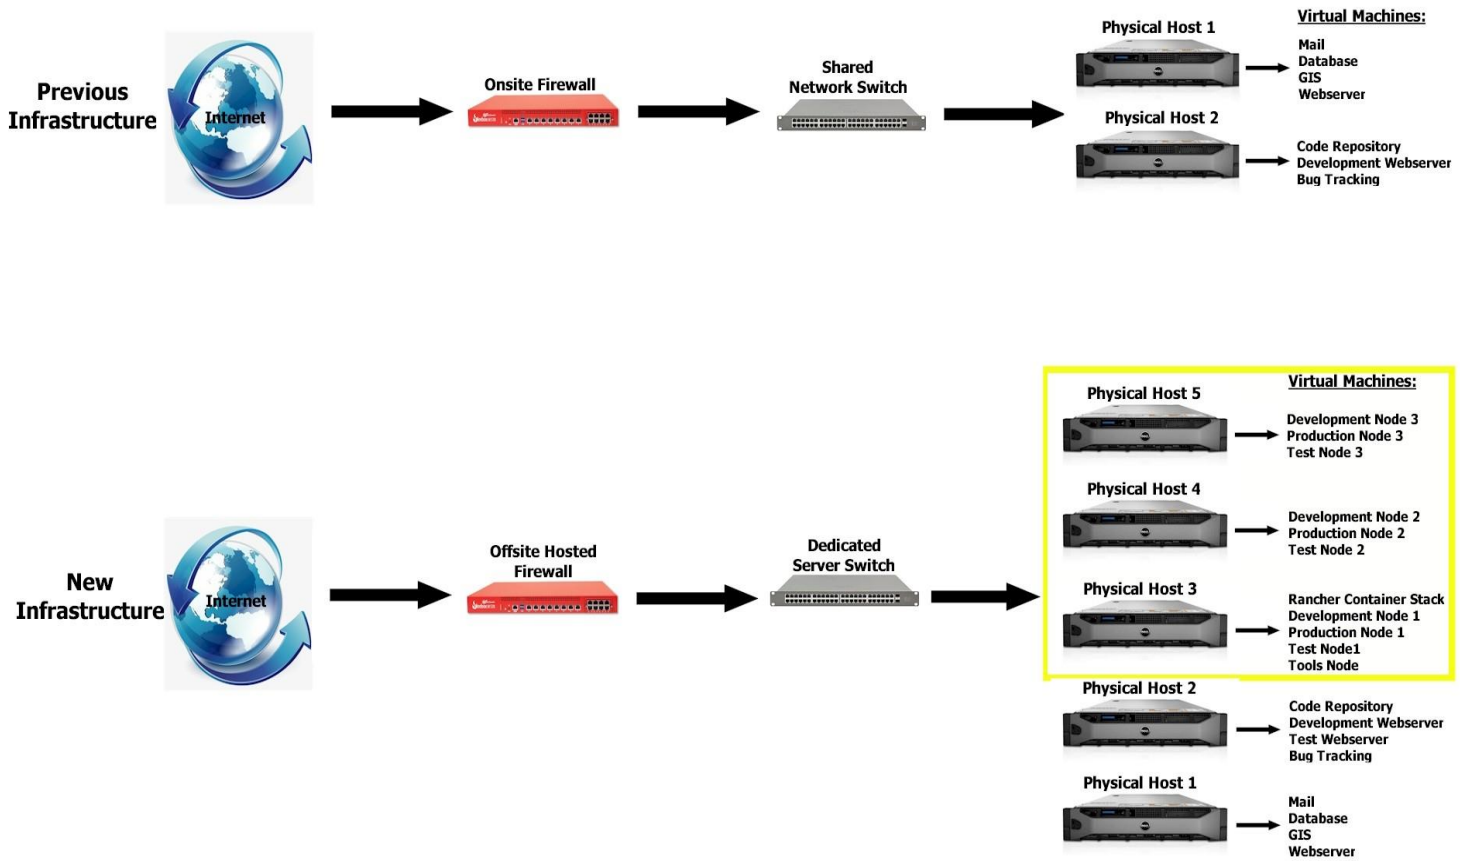 Previous
Infrastructure
Internet
Onsite Firewall
Shared
Network Switch
Physical Host 1
Virtual Machines:
Mail
Database
GIS
Webserver
Physical Host 2
Code Repository
Development Webserver
Bug Tracking
New
Infrastructure
Internet
Offsite Hosted
Firewall
Dedicated
Server Switch
Physical Host 5
Virtual Machines:
Development Node 3
Production Node 3
Test Node 3
Physical Host 4
Development Node 2
Production Node 2
Test Node 2
Physical Host 3
Rancher Container Stack
Development Node 1
Production Node 1
Test Node1
Tools Node
Physical Host 2
Code Repository
Development Webserver
Test Webserver
Bug Tracking
Physical Host 1
Mail
Database
GIS
Webserver